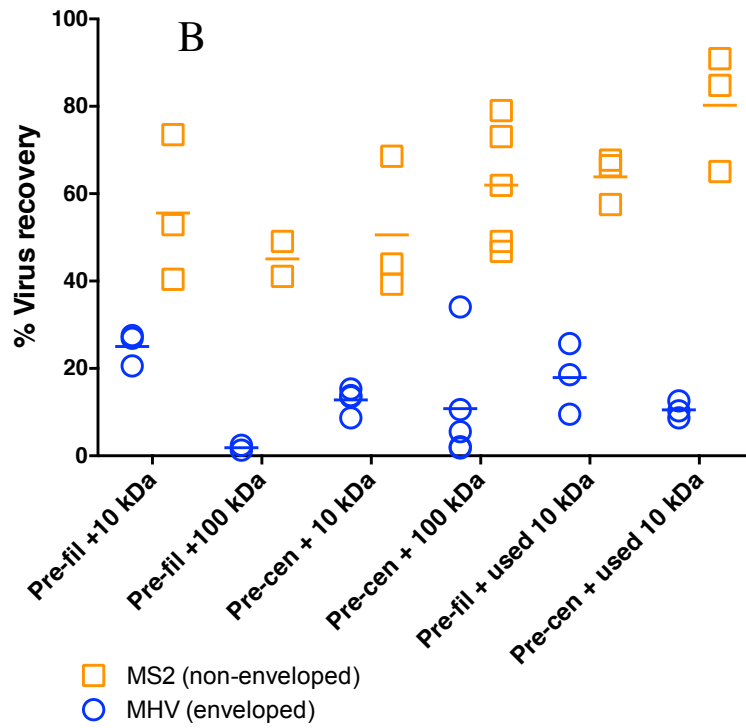 B
100
80
60
40
20
0
% Virus recovery
Pre-fil +10 kDa
Pre-fil +100 kDa
Pre-cen + 10 kDa
Pre-cen + 100 kDa
Pre-fil + used 10 kDa
Pre-cen + used 10 kDa
MS2 (non-enveloped)
MHV (enveloped)